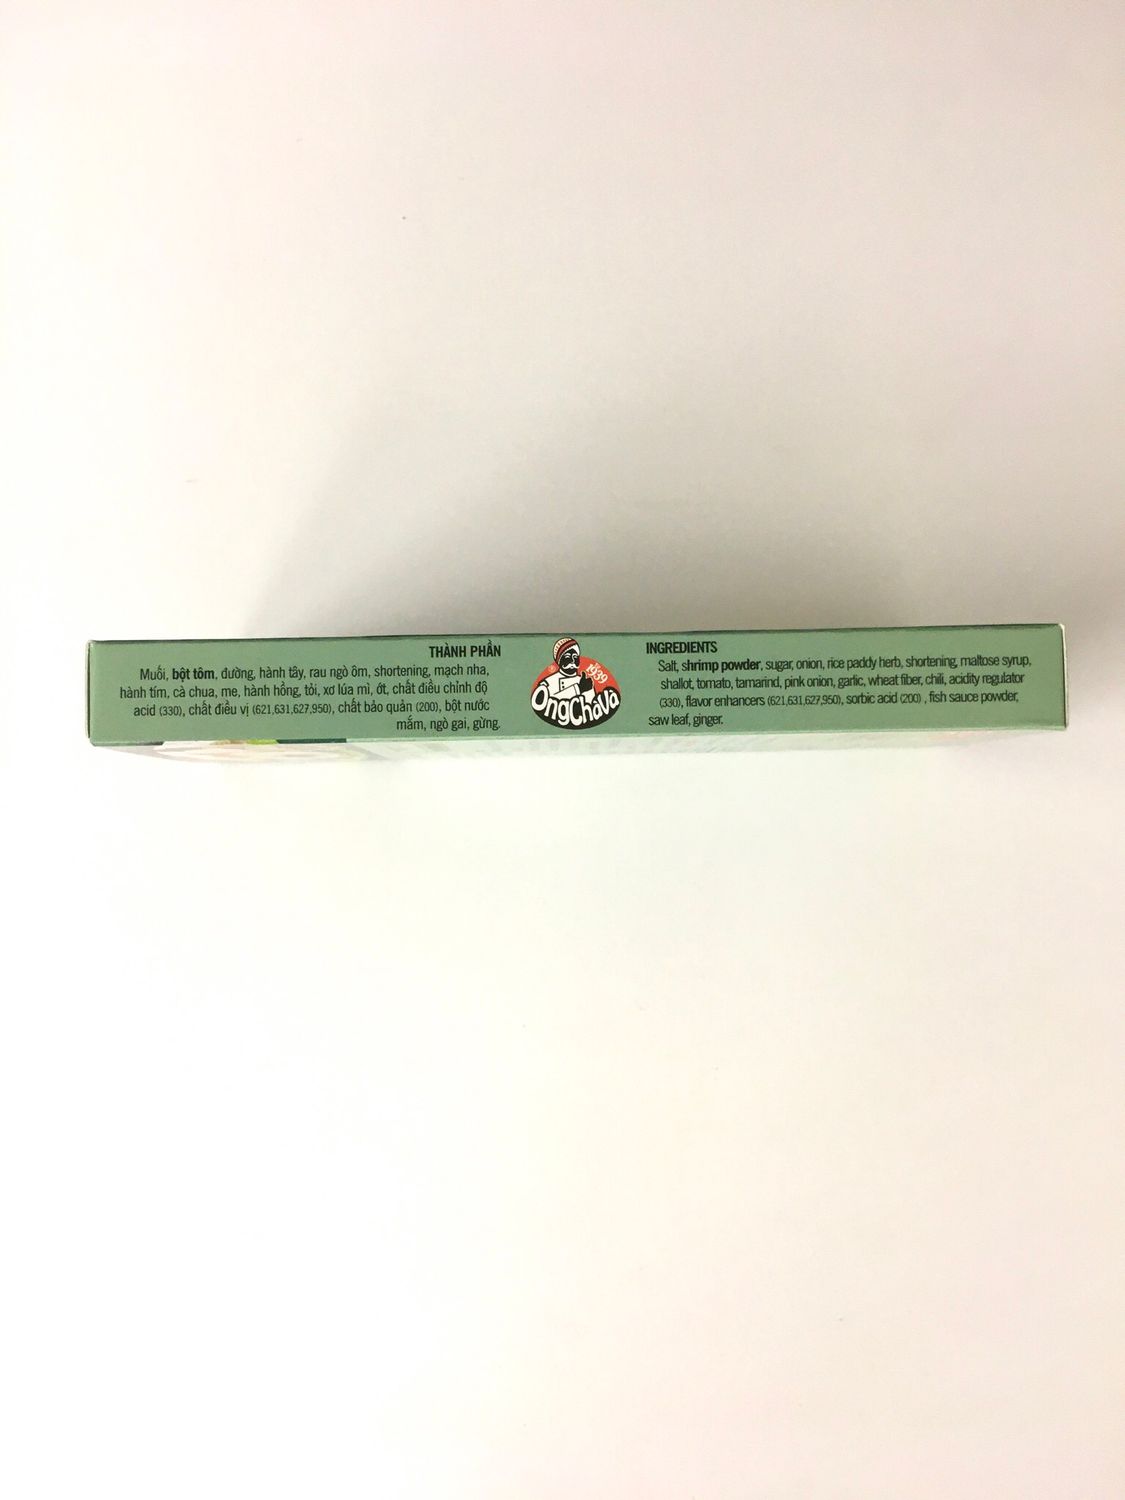 THÀNH PHẦN
Muối, bột tôm, đường, hành tây, rau ngò ôm, shortening, mạch nha,
hành tím, cà chua, me, hành hồng, tỏi, xơ lúa mì, ớt, chất điều chỉnh độ
acid (330), chất điều vị (621,631,627,950), chất bảo quản (200), bột nước
mắm, ngò gai, gừng.
®
1939
ÔngChàVà
INGREDIENTS
Salt, shrimp powder, sugar, onion, rice paddy herb, shortening, maltose syrup,
shallot, tomato, tamarind, pink onion, garlic, wheat fiber, chili, acidity regulator
(330), flavor enhancers (621,631,627,950), sorbic acid (200) , fish sauce powder,
saw leaf, ginger.